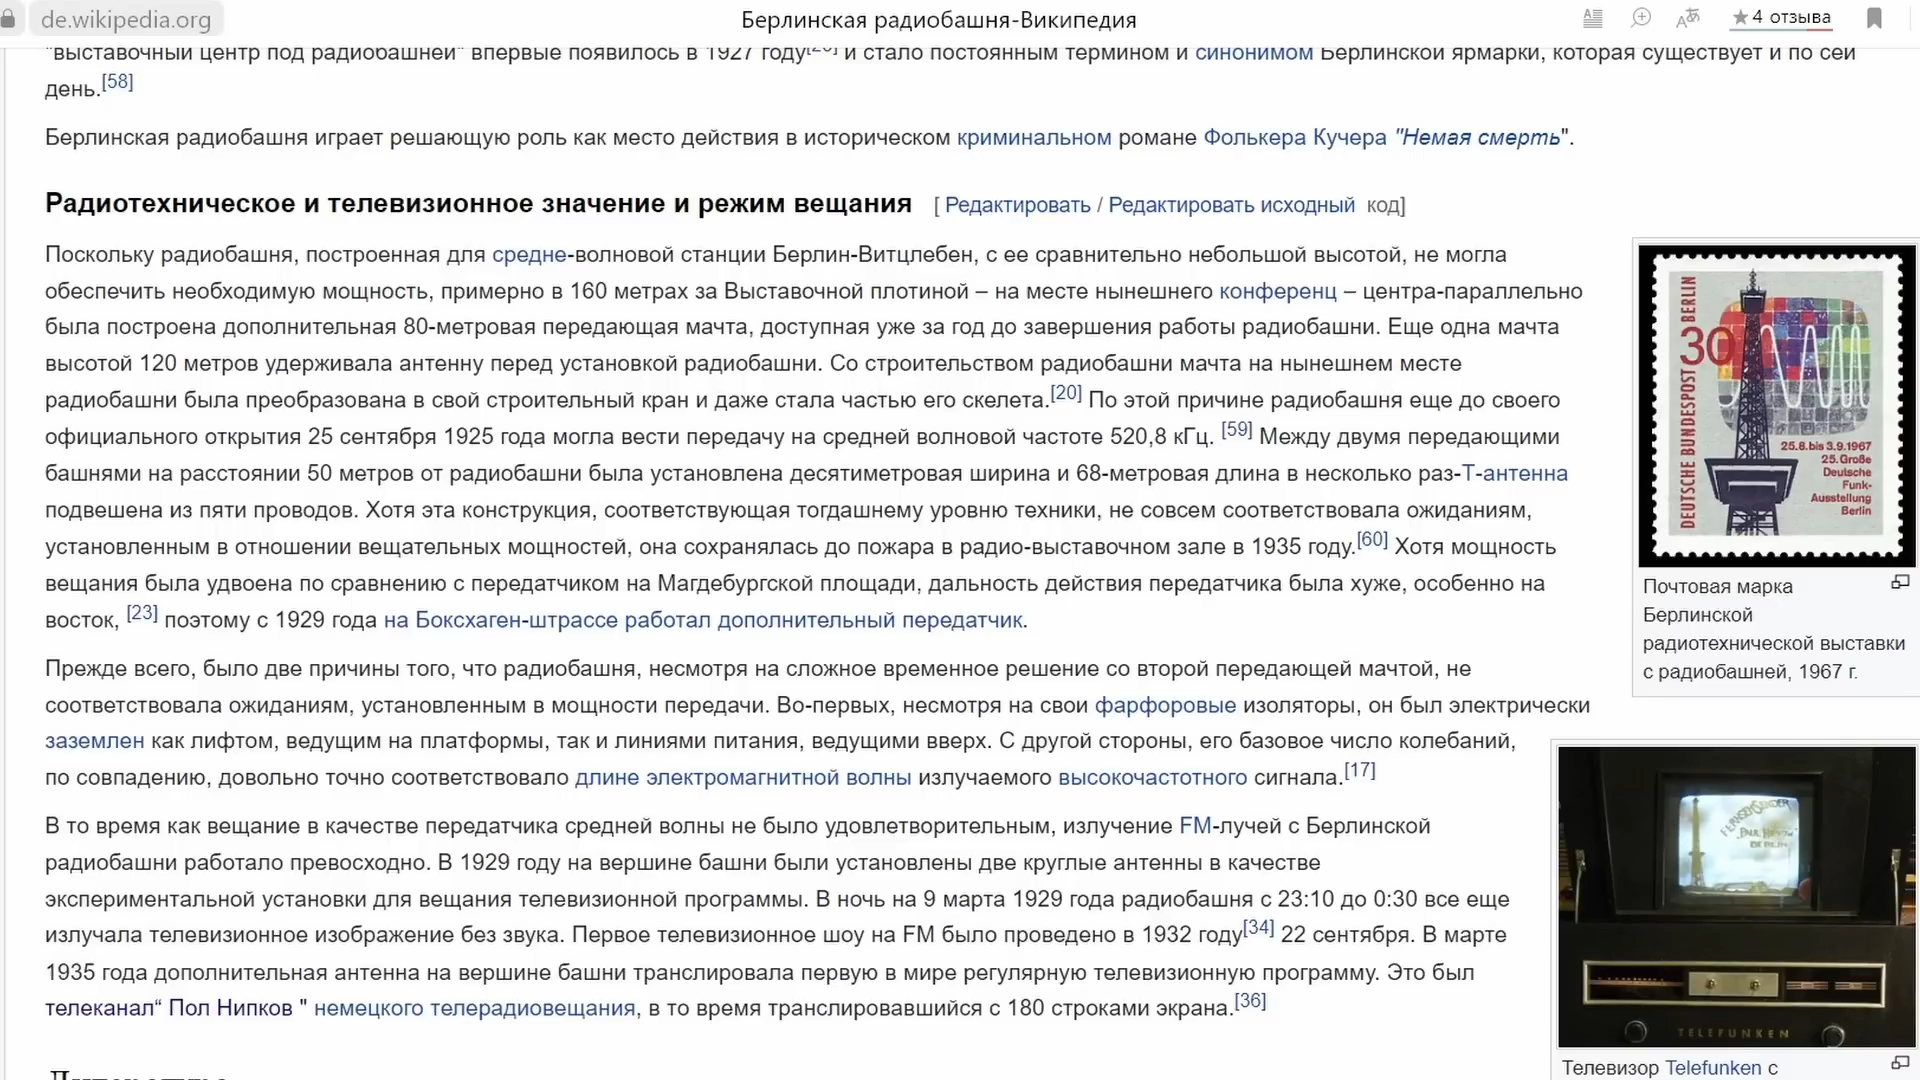 de.wikipedia.org
Берлинская радиобашня-Википедия
4 отзыва
"выставочный центр под радиобашней" впервые появилось в 1927 году и стало постоянным термином и синонимом Берлинской ярмарки, которая существует и по сей
день.[58]
Берлинская радиобашня играет решающую роль как место действия в историческом криминальном романе Фолькера Кучера "Немая смерть".
Радиотехническое и телевизионное значение и режим вещания [ Редактировать / Редактировать исходный код]
Поскольку радиобашня, построенная для средне-волновой станции Берлин-Витцлебен, с ее сравнительно небольшой высотой, не могла
обеспечить необходимую мощность, примерно в 160 метрах за Выставочной плотиной – на месте нынешнего конференц – центра-параллельно
была построена дополнительная 80-метровая передающая мачта, доступная уже за год до завершения работы радиобашни. Еще одна мачта
высотой 120 метров удерживала антенну перед установкой радиобашни. Со строительством радиобашни мачта на нынешнем месте
радиобашни была преобразована в свой строительный кран и даже стала частью его скелета.[20] По этой причине радиобашня еще до своего
официального открытия 25 сентября 1925 года могла вести передачу на средней волновой частоте 520,8 кГц. [59] Между двумя передающими
башнями на расстоянии 50 метров от радиобашни была установлена десятиметровая ширина и 68-метровая длина в несколько раз-Т-антенна
подвешена из пяти проводов. Хотя эта конструкция, соответствующая тогдашнему уровню техники, не совсем соответствовала ожиданиям,
установленным в отношении вещательных мощностей, она сохранялась до пожара в радио-выставочном зале в 1935 году.[60] Хотя мощность
вещания была удвоена по сравнению с передатчиком на Магдебургской площади, дальность действия передатчика была хуже, особенно на
восток, [23] поэтому с 1929 года на Боксхаген-штрассе работал дополнительный передатчик.
Прежде всего, было две причины того, что радиобашня, несмотря на сложное временное решение со второй передающей мачтой, не
соответствовала ожиданиям, установленным в мощности передачи. Во-первых, несмотря на свои фарфоровые изоляторы, он был электрически
заземлен как лифтом, ведущим на платформы, так и линиями питания, ведущими вверх. С другой стороны, его базовое число колебаний,
по совпадению, довольно точно соответствовало длине электромагнитной волны излучаемого высокочастотного сигнала.[17]
В то время как вещание в качестве передатчика средней волны не было удовлетворительным, излучение FM-лучей с Берлинской
радиобашни работало превосходно. В 1929 году на вершине башни были установлены две круглые антенны в качестве
экспериментальной установки для вещания телевизионной программы. В ночь на 9 марта 1929 года радиобашня с 23:10 до 0:30 все еще
излучала телевизионное изображение без звука. Первое телевизионное шоу на FM было проведено в 1932 году[34] 22 сентября. В марте
1935 года дополнительная антенна на вершине башни транслировала первую в мире регулярную телевизионную программу. Это был
телеканал“ Пол Нипков " немецкого телерадиовещания, в то время транслировавшийся с 180 строками экрана.[36]
DEUTSCHE BUNDESPOST BERLIN
30
25.8.bis 3.9.1967
25.Große
Deutsche
Funk-
Ausstellung
Berlin
Почтовая марка
Берлинской
радиотехнической выставки
с радиобашней, 1967 г.
BERLIN
TELEFUNKEN
Телевизор Telefunken с